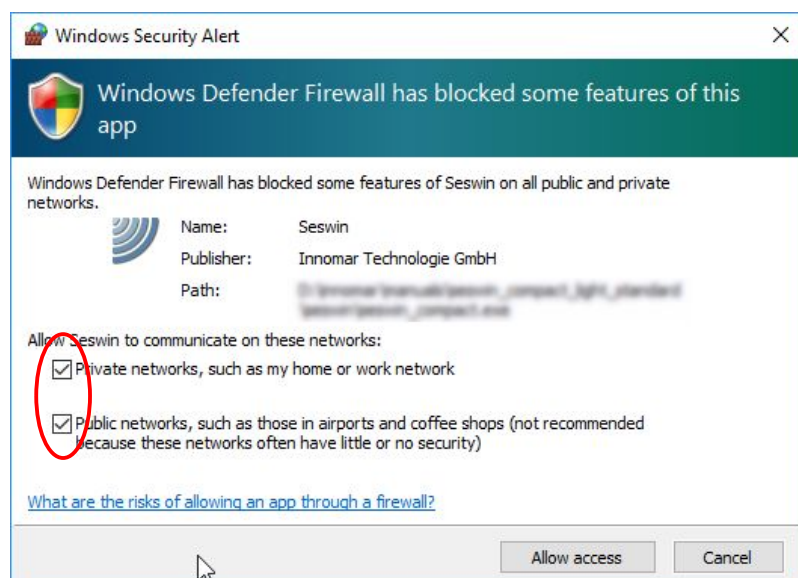 Windows Security Alert
Windows Defender Firewall has blocked some features of this
app
Windows Defender Firewall has blocked some features of Seswin on all public and private
networks.
Name: Seswin
Publisher: Innomar Technologie GmbH
Path:
Allow Seswin to communicate on these networks:
Private networks, such as my home or work network
Public networks, such as those in airports and coffee shops (not recommended
because these networks often have little or no security)
What are the risks of allowing an app through a firewall?
Allow access Cancel